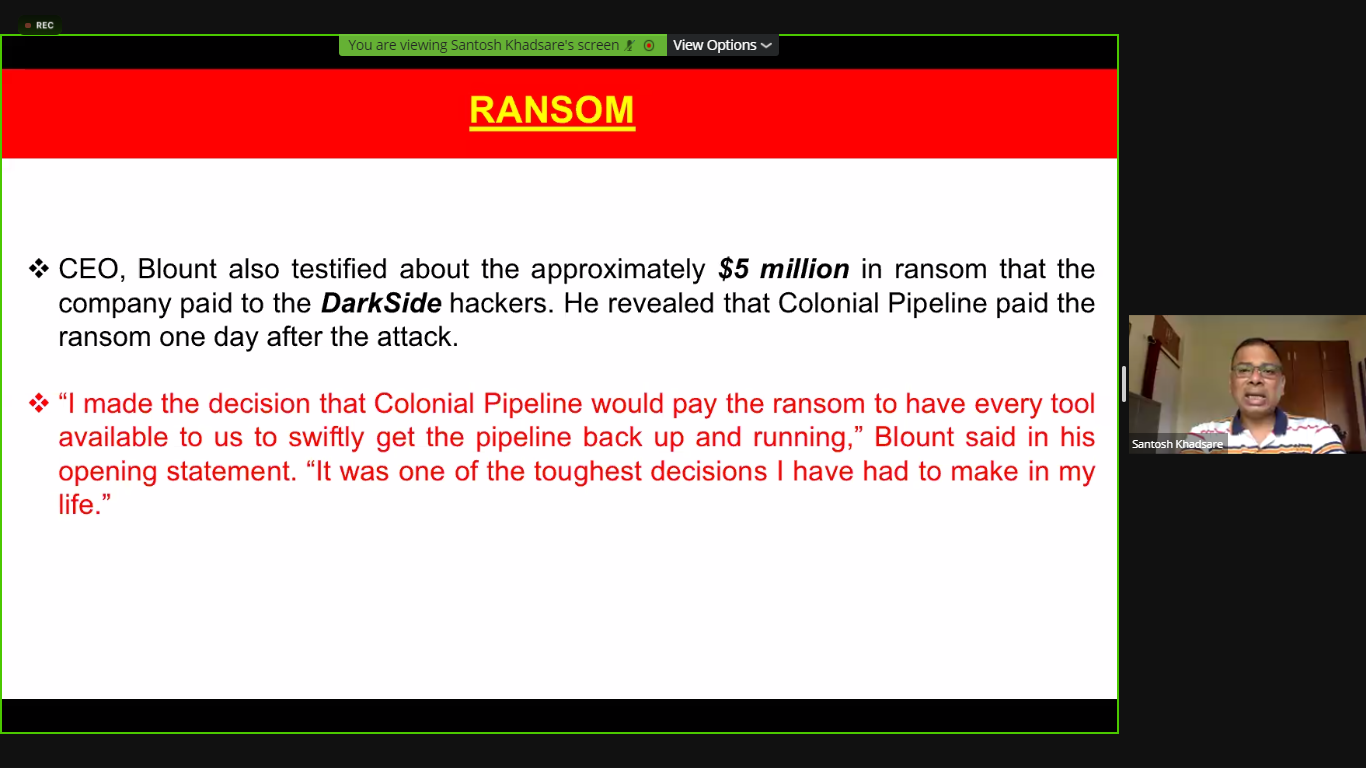 REC
You are viewing Santosh Khadsare's screen
View Options
RANSOM
❖ CEO, Blount also testified about the approximately $5 million in ransom that the
company paid to the DarkSide hackers. He revealed that Colonial Pipeline paid the
ransom one day after the attack.
❖ “I made the decision that Colonial Pipeline would pay the ransom to have every tool
available to us to swiftly get the pipeline back up and running,” Blount said in his
opening statement. “It was one of the toughest decisions I have had to make in my
life.”
Santosh Khadsare